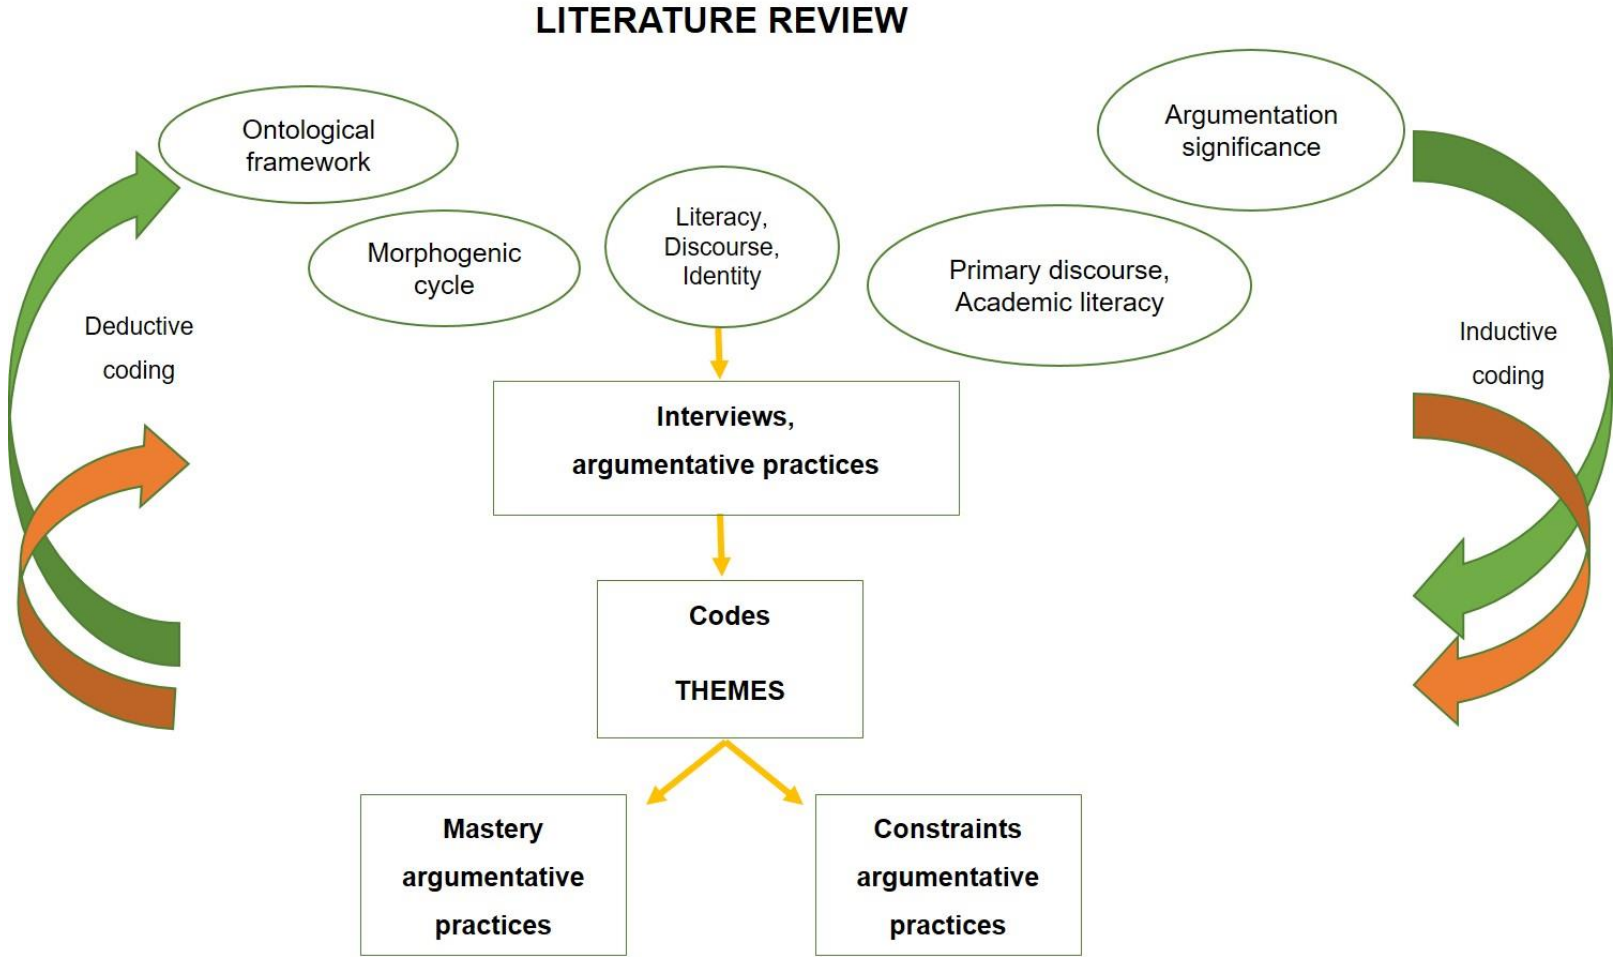 LITERATURE REVIEW
Ontological
framework
Argumentation
significance
Morphogenic
cycle
Literacy,
Discourse,
Identity
Primary discourse,
Academic literacy
Deductive
coding
Inductive
coding
Interviews,
argumentative practices
Codes
THEMES
Mastery
argumentative
practices
Constraints
argumentative
practices